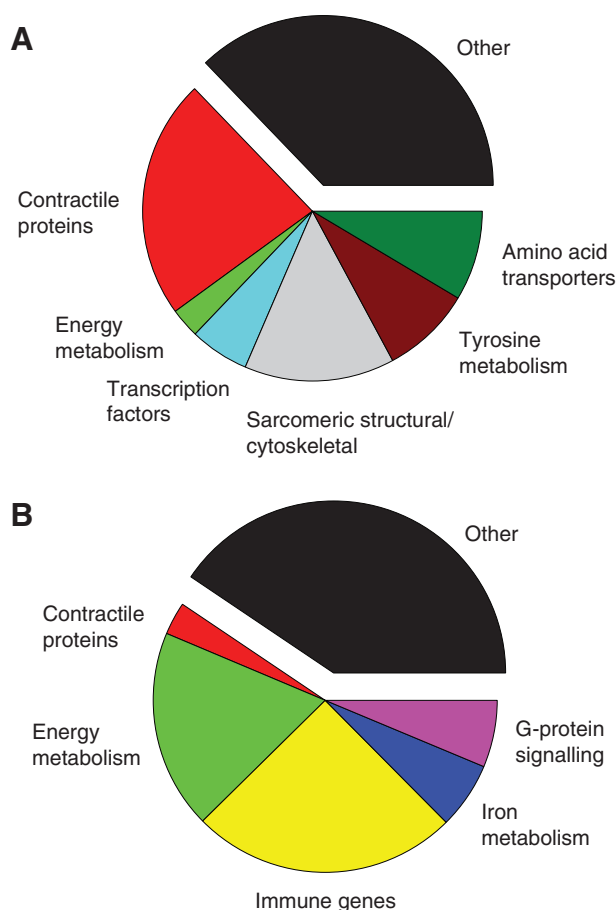 A
Other
Contractile
proteins
Amino acid
transporters
Energy
metabolism
Tyrosine
metabolism
Transcription
factors
Sarcomeric structural/
cytoskeletal
B
Other
Contractile
proteins
Energy
metabolism
G-protein
signalling
Iron
metabolism
Immune genes